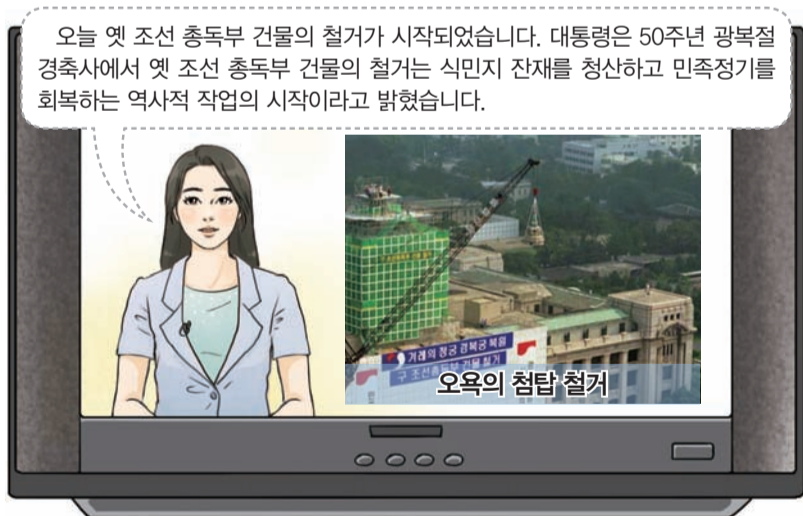 오늘 옛 조선 총독부 건물의 철거가 시작되었습니다. 대통령은 50주년 광복절
경축사에서 옛 조선 총독부 건물의 철거는 식민지 잔재를 청산하고 민족정기를
회복하는 역사적 작업의 시작이라고 밝혔습니다.
겨레의 정궁 경복궁 복원
구 조선총독부 건물 철거
오욕의 첨탑 철거